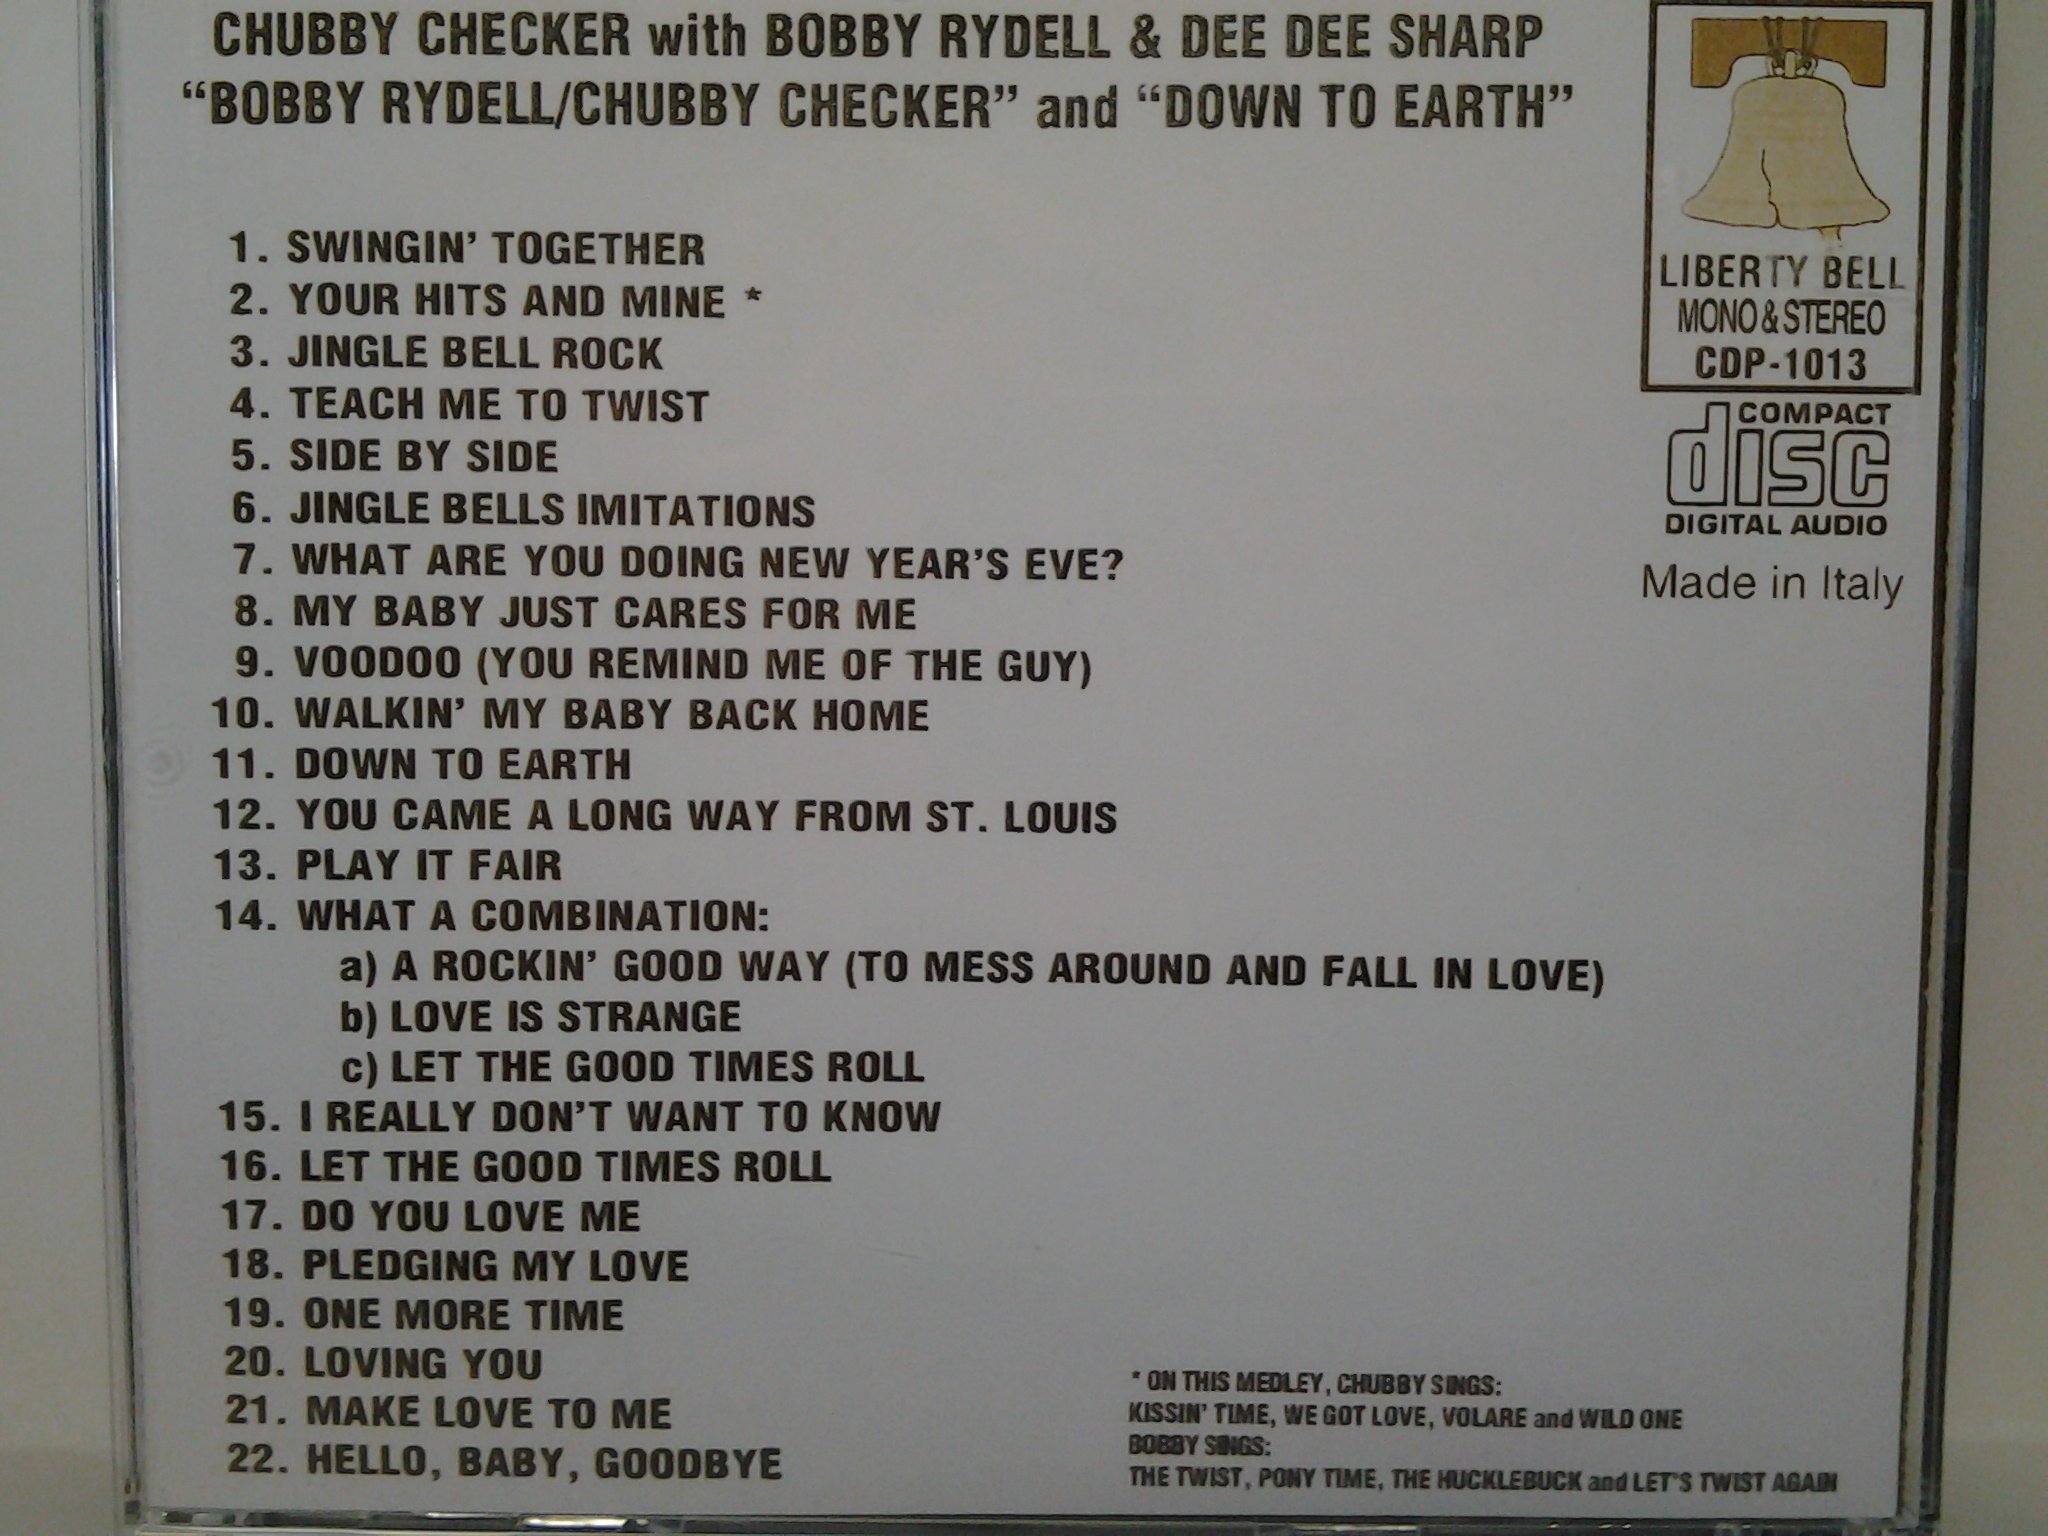 CHUBBY CHECKER with BOBBY RYDELL & DEE DEE SHARP
“BOBBY RYDELL/CHUBBY CHECKER” and “DOWN TO EARTH”
1. SWINGIN’ TOGETHER
2. YOUR HITS AND MINE *
3. JINGLE BELL ROCK
4. TEACH ME TO TWIST
5. SIDE BY SIDE
6. JINGLE BELLS IMITATIONS
7. WHAT ARE YOU DOING NEW YEAR’S EVE?
8. MY BABY JUST CARES FOR ME
9. VOODOO (YOU REMIND ME OF THE GUY)
10. WALKIN’ MY BABY BACK HOME
11. DOWN TO EARTH
12. YOU CAME A LONG WAY FROM ST. LOUIS
13. PLAY IT FAIR
14. WHAT A COMBINATION:
a) A ROCKIN’ GOOD WAY (TO MESS AROUND AND FALL IN LOVE)
b) LOVE IS STRANGE
c) LET THE GOOD TIMES ROLL
15. I REALLY DON’T WANT TO KNOW
16. LET THE GOOD TIMES ROLL
17. DO YOU LOVE ME
18. PLEDGING MY LOVE
19. ONE MORE TIME
20. LOVING YOU
21. MAKE LOVE TO ME
22. HELLO, BABY, GOODBYE
* ON THIS MEDLEY, CHUBBY SINGS:
KISSIN’ TIME, WE GOT LOVE, VOLARE and WILD ONE
BOBBY SINGS:
THE TWIST, PONY TIME, THE HUCKLEBUCK and LET’S TWIST AGAIN
LIBERTY BELL
MONO & STEREO
CDP-1013
COMPACT
disc
DIGITAL AUDIO
Made in Italy